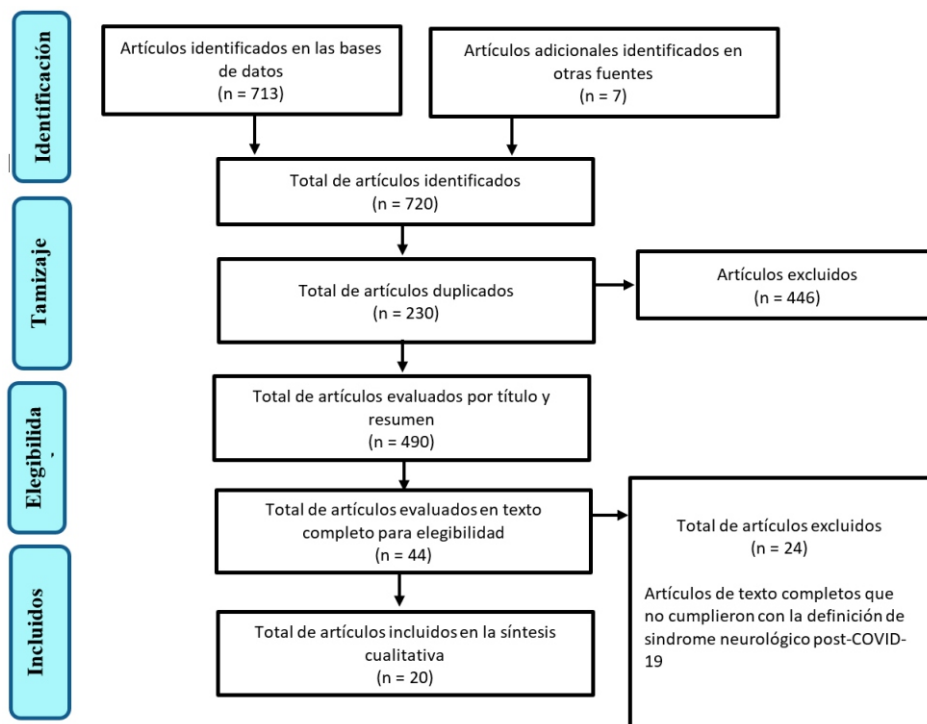 Identificación
Artículos identificados en las bases
de datos
(n = 713)
Artículos adicionales identificados en
otras fuentes
(n = 7)
Total de artículos identificados
(n = 720)
Tamizaje
Total de artículos duplicados
(n = 230)
Artículos excluidos
(n = 446)
Total de artículos evaluados por título y
resumen
(n = 490)
Elegibilida
Total de artículos evaluados en texto
completo para elegibilidad
(n = 44)
Total de artículos excluidos
(n = 24)
Artículos de texto completos que
no cumplieron con la definición de
sindrome neurológico post-COVID-
19
Incluidos
Total de artículos incluidos en la síntesis
cualitativa
(n = 20)